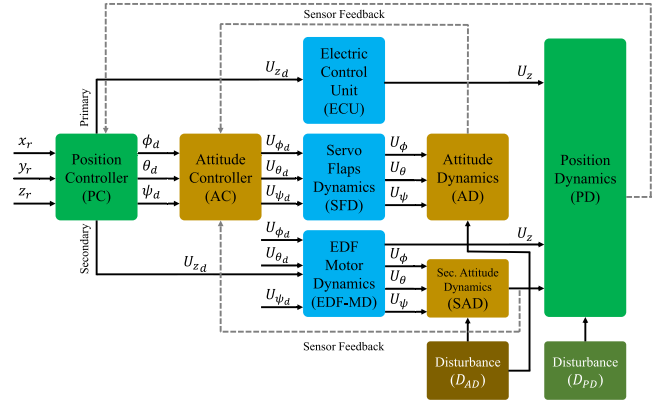 Sensor Feedback
Primary
U_{z_d}
Electric
Control
Unit
(ECU)
U_z
x_r
y_r
z_r
Position
Controller
(PC)
ϕ_d
θ_d
ψ_d
Attitude
Controller
(AC)
U_{ϕ_d}
U_{θ_d}
U_{ψ_d}
Servo
Flaps
Dynamics
(SFD)
U_ϕ
U_θ
U_ψ
Attitude
Dynamics
(AD)
Position
Dynamics
(PD)
Secondary
U_{z_d}
U_{ϕ_d}
U_{θ_d}
U_{ψ_d}
EDF
Motor
Dynamics
(EDF-MD)
U_z
U_ϕ
U_θ
U_ψ
Sec. Attitude
Dynamics
(SAD)
Sensor Feedback
Disturbance
(D_{AD})
Disturbance
(D_{PD})